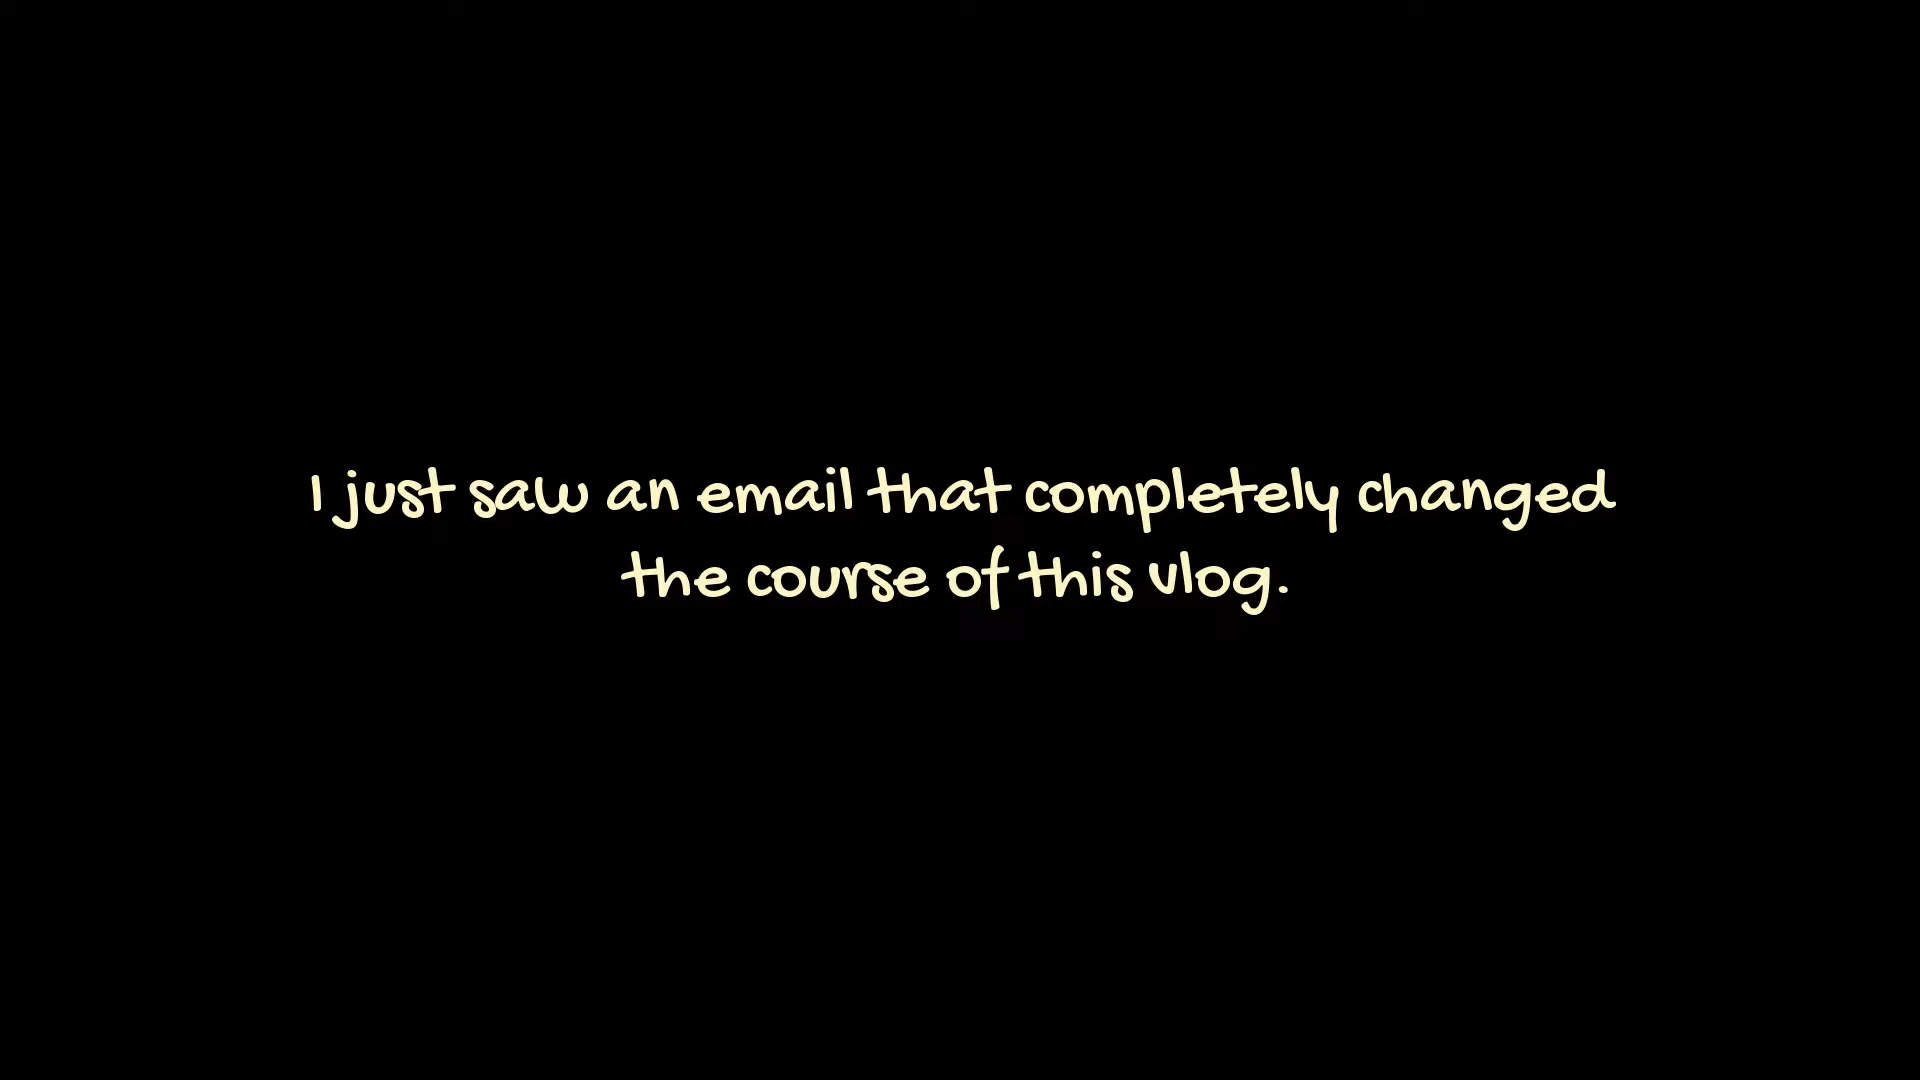 I just saw an email that completely changed
the course of this vlog.